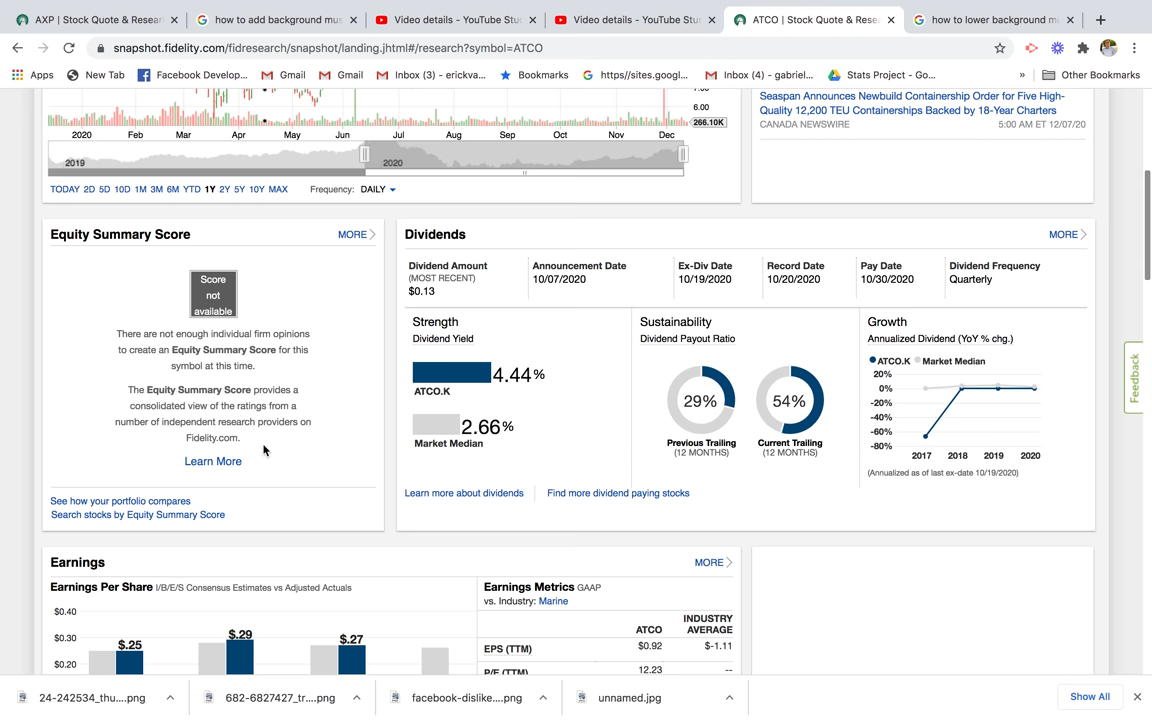 AXP | Stock Quote & Resear
how to add background mus
Video details - YouTube Stu
Video details - YouTube Stu
ATCO | Stock Quote & Rese
how to lower background m
snapshot.fidelity.com/fidresearch/snapshot/landing.jhtml#/research?symbol=ATCO
Apps
New Tab
Facebook Develop...
Gmail
Gmail
Inbox (3) - erickva...
Bookmarks
https//sites.googl...
Inbox (4) - gabriel...
Stats Project - Go...
»
Other Bookmarks
7.00
6.00
266.10K
2020 Feb Mar Apr May Jun Jul Aug Sep Oct Nov Dec
2019 2020
TODAY 2D 5D 10D 1M 3M 6M YTD 1Y 2Y 5Y 10Y MAX Frequency: DAILY
Seaspan Announces Newbuild Containership Order for Five High-
Quality 12,200 TEU Containerships Backed by 18-Year Charters
CANADA NEWSWIRE 5:00 AM ET 12/07/20
Equity Summary Score MORE
Score
not
available
There are not enough individual firm opinions
to create an Equity Summary Score for this
symbol at this time.
The Equity Summary Score provides a
consolidated view of the ratings from a
number of independent research providers on
Fidelity.com.
Learn More
See how your portfolio compares
Search stocks by Equity Summary Score
Dividends MORE
Dividend Amount
(MOST RECENT)
$0.13
Announcement Date
10/07/2020
Ex-Div Date
10/19/2020
Record Date
10/20/2020
Pay Date
10/30/2020
Dividend Frequency
Quarterly
Strength
Dividend Yield
4.44%
ATCO.K
2.66%
Market Median
Sustainability
Dividend Payout Ratio
29%
Previous Trailing
(12 MONTHS)
54%
Current Trailing
(12 MONTHS)
Growth
Annualized Dividend (YoY % chg.)
ATCO.K Market Median
20%
0%
-20%
-40%
-60%
-80%
2017 2018 2019 2020
(Annualized as of last ex-date 10/19/2020)
Learn more about dividends
Find more dividend paying stocks
Feedback
Earnings MORE
Earnings Per Share I/B/E/S Consensus Estimates vs Adjusted Actuals
$0.40
$0.30
$0.20
$.25
$.29
$.27
Earnings Metrics GAAP
vs. Industry: Marine
ATCO
INDUSTRY
AVERAGE
EPS (TTM) $0.92 $-1.11
P/E (TTM) 12.23 --
24-242534_thu....png
682-6827427_tr....png
facebook-dislike....png
unnamed.jpg
Show All